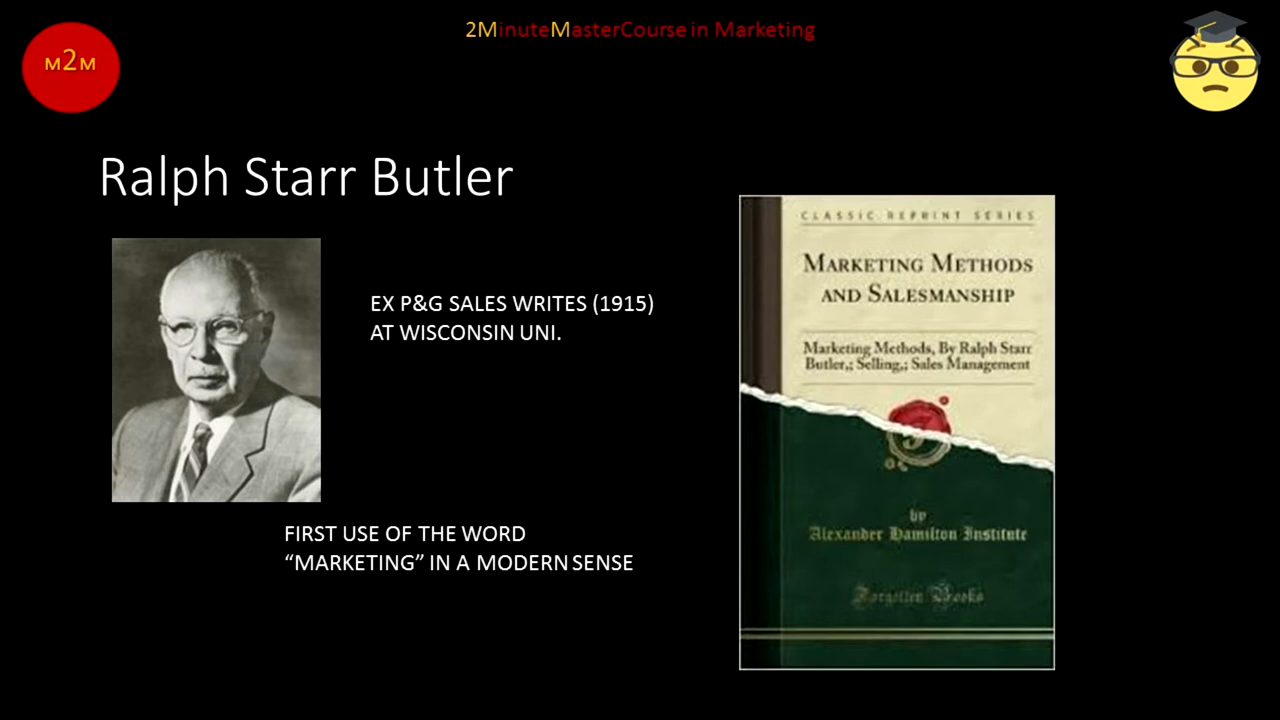 2MinuteMasterCourse in Marketing
M2M
Ralph Starr Butler
EX P&G SALES WRITES (1915)
AT WISCONSIN UNI.
FIRST USE OF THE WORD
“MARKETING” IN A MODERN SENSE
CLASSIC REPRINT SERIES
MARKETING METHODS
AND SALESMANSHIP
Marketing Methods, By Ralph Starr
Butler,; Selling,; Sales Management
by
Alexander Hamilton Institute
Forgotten Books